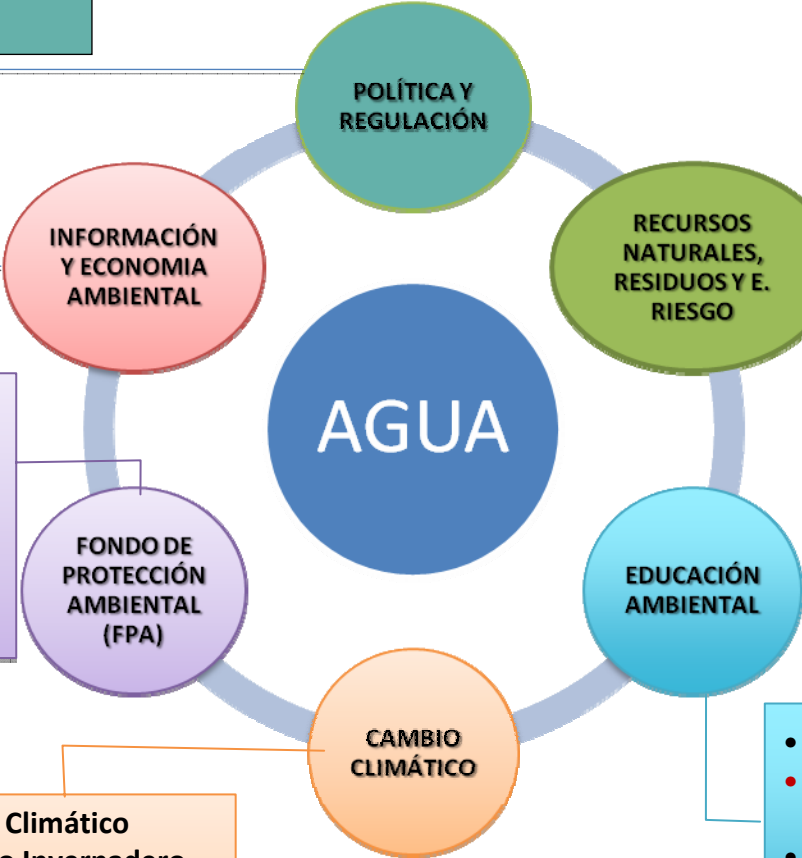 POLÍTICA Y
REGULACIÓN
INFORMACIÓN
Y ECONOMIA
AMBIENTAL
RECURSOS
NATURALES,
RESIDUOS Y E.
RIESGO
AGUA
FONDO DE
PROTECCIÓN
AMBIENTAL
(FPA)
EDUCACIÓN
AMBIENTAL
CAMBIO
CLIMÁTICO
Climático
Invernadero